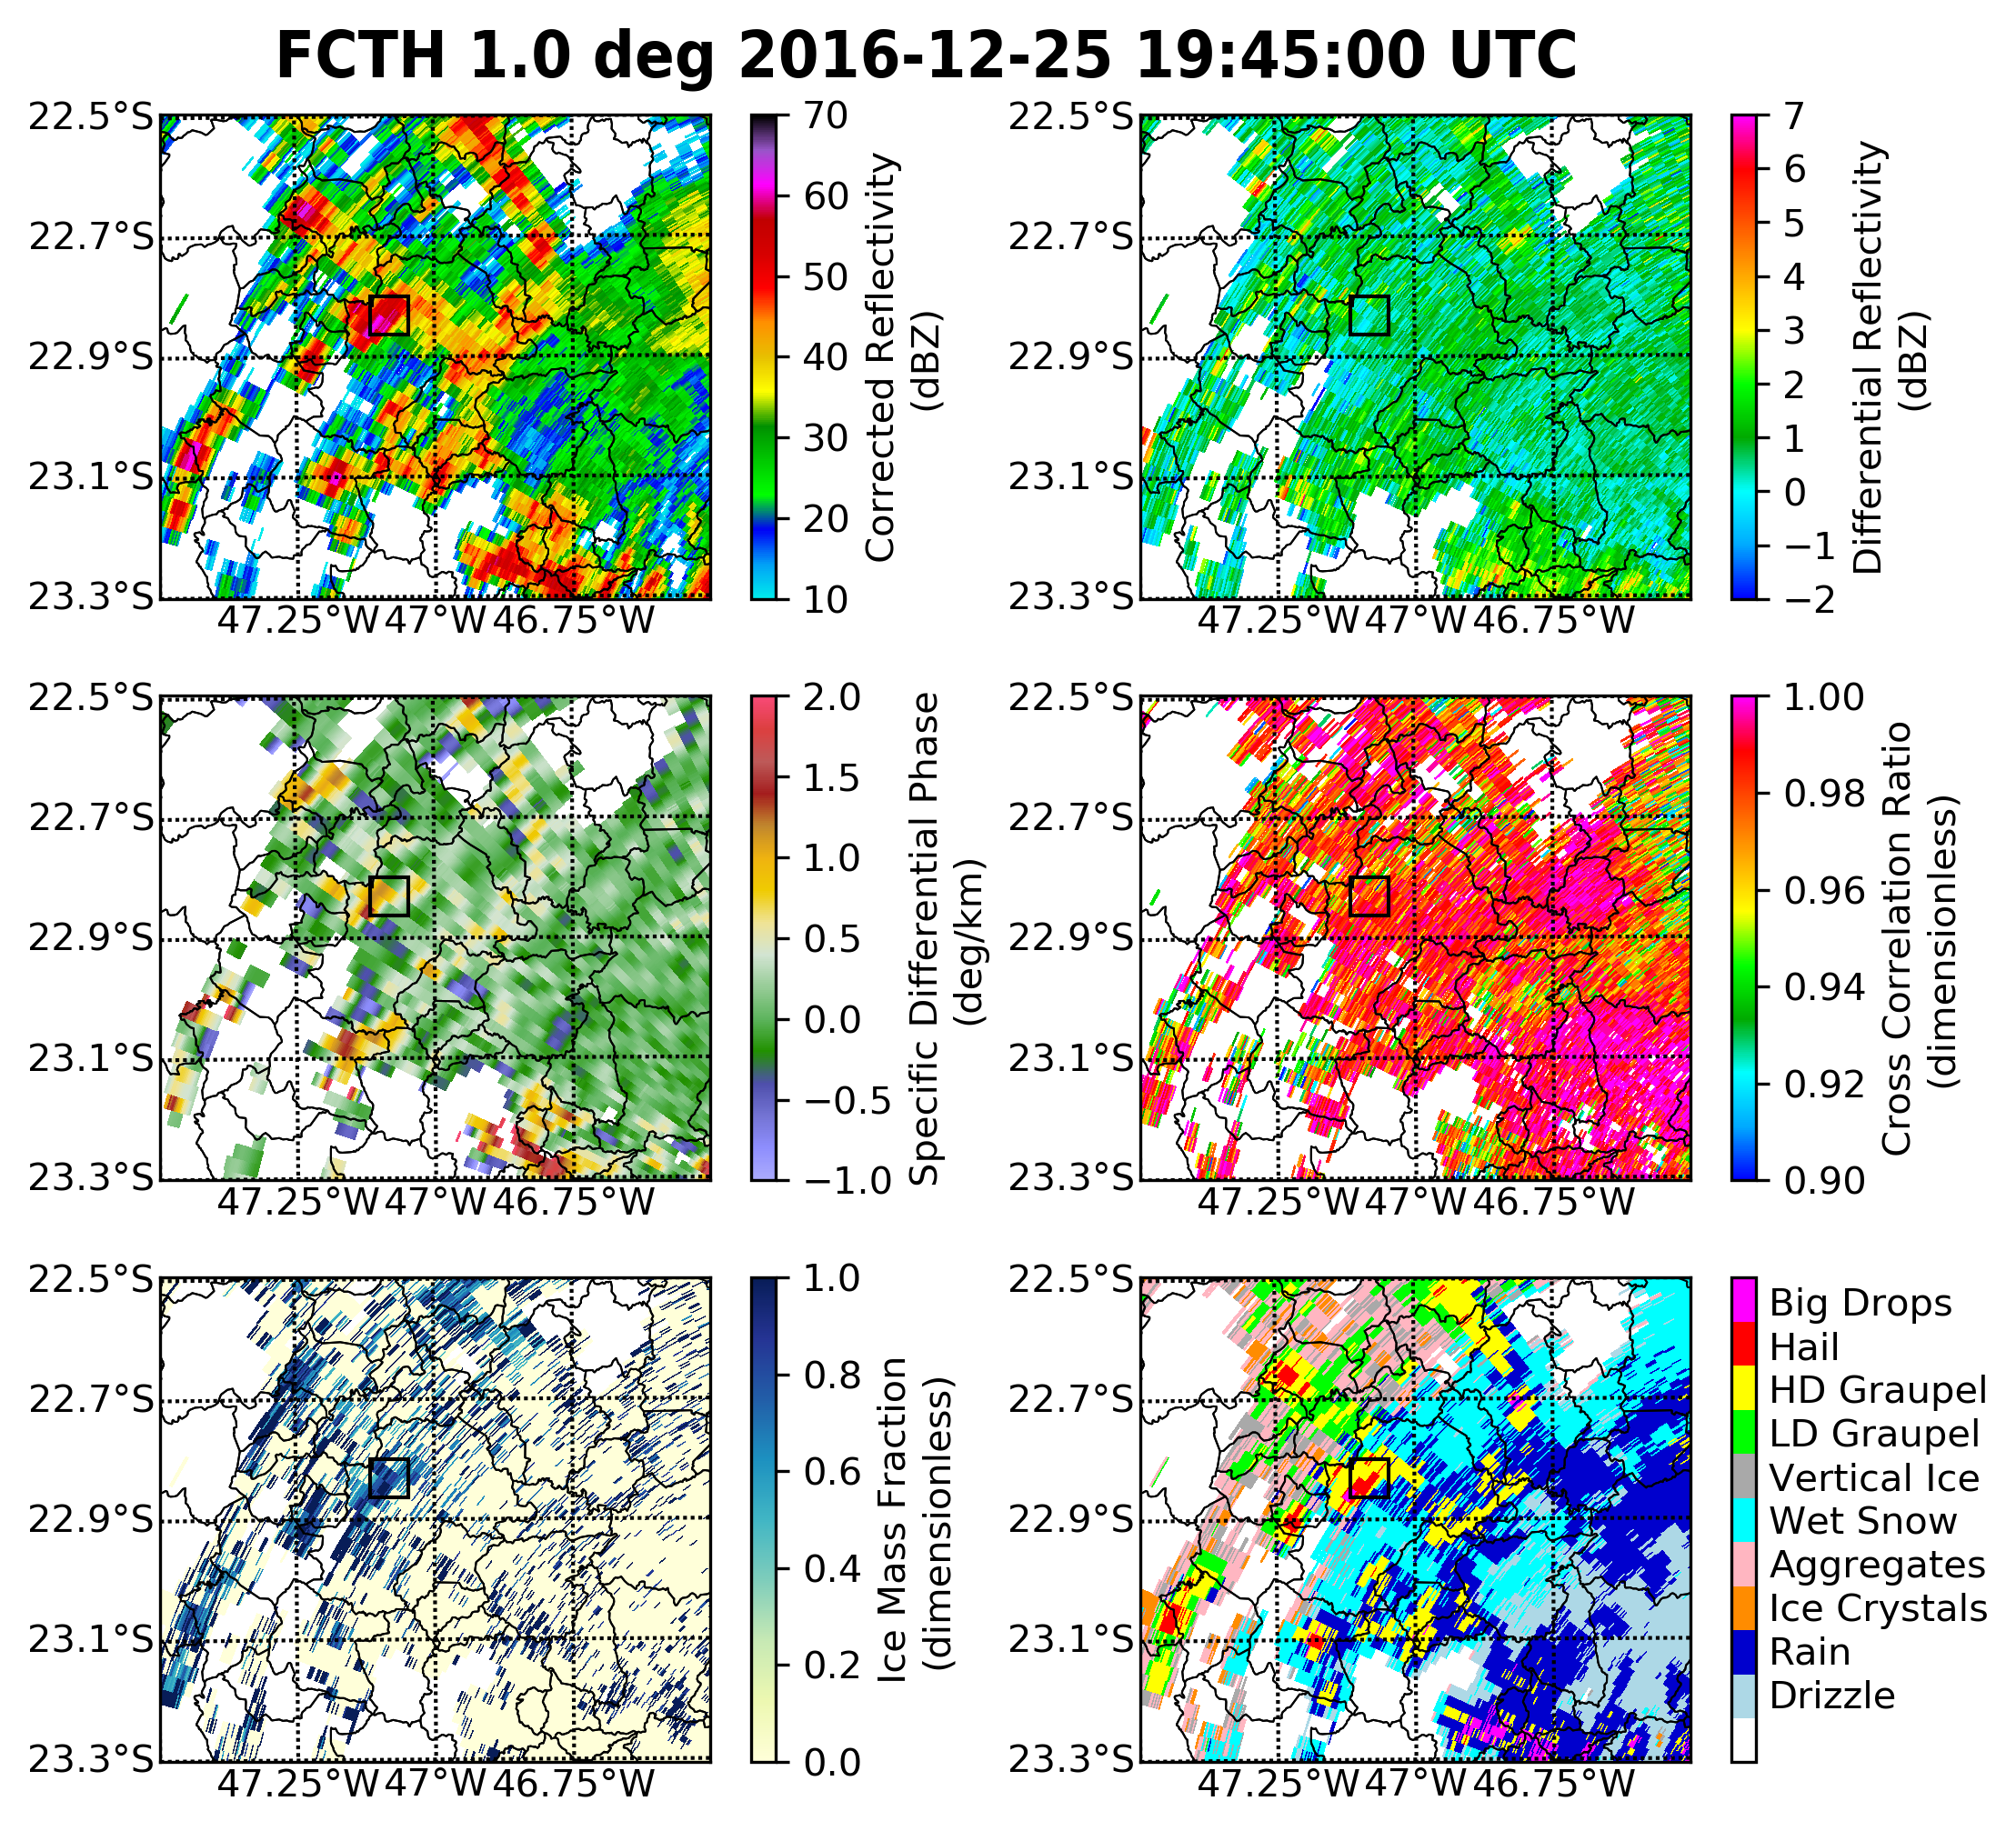 FCTH 1.0 deg 2016-12-25 19:45:00 UTC
22.5°S
22.7°S
22.9°S
23.1°S
23.3°S
47.25°W 47°W 46.75°W
70
60
50
40
30
20
10
Corrected Reflectivity
(dBZ)
22.5°S
22.7°S
22.9°S
23.1°S
23.3°S
47.25°W 47°W 46.75°W
7
6
5
4
3
2
1
0
−1
−2
Differential Reflectivity
(dBZ)
22.5°S
22.7°S
22.9°S
23.1°S
23.3°S
47.25°W 47°W 46.75°W
2.0
1.5
1.0
0.5
0.0
−0.5
−1.0
Specific Differential Phase
(deg/km)
22.5°S
22.7°S
22.9°S
23.1°S
23.3°S
47.25°W 47°W 46.75°W
1.00
0.98
0.96
0.94
0.92
0.90
Cross Correlation Ratio
(dimensionless)
22.5°S
22.7°S
22.9°S
23.1°S
23.3°S
47.25°W 47°W 46.75°W
1.0
0.8
0.6
0.4
0.2
0.0
Ice Mass Fraction
(dimensionless)
22.5°S
22.7°S
22.9°S
23.1°S
23.3°S
47.25°W 47°W 46.75°W
Big Drops
Hail
HD Graupel
LD Graupel
Vertical Ice
Wet Snow
Aggregates
Ice Crystals
Rain
Drizzle